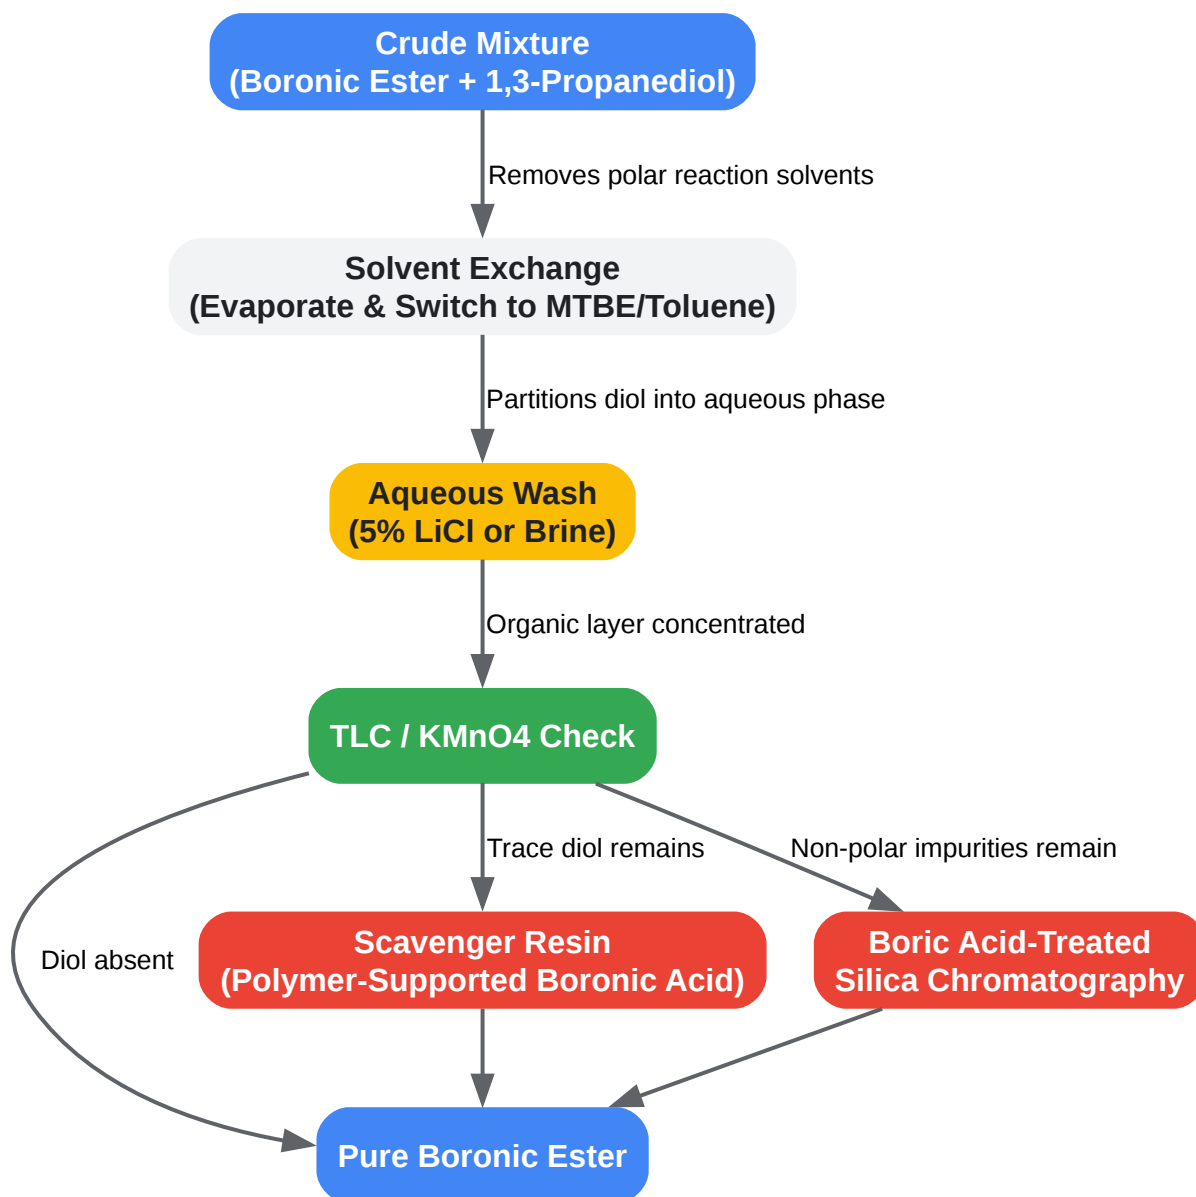 Crude Mixture
(Boronic Ester + 1,3-Propanediol)
Removes polar reaction solvents
Solvent Exchange
(Evaporate & Switch to MTBE/Toluene)
Partitions diol into aqueous phase
Aqueous Wash
(5% LiCl or Brine)
Organic layer concentrated
TLC / KMnO4 Check
Trace diol remains
Non-polar impurities remain
Diol absent
Scavenger Resin
(Polymer-Supported Boronic Acid)
Boric Acid-Treated
Silica Chromatography
Pure Boronic Ester